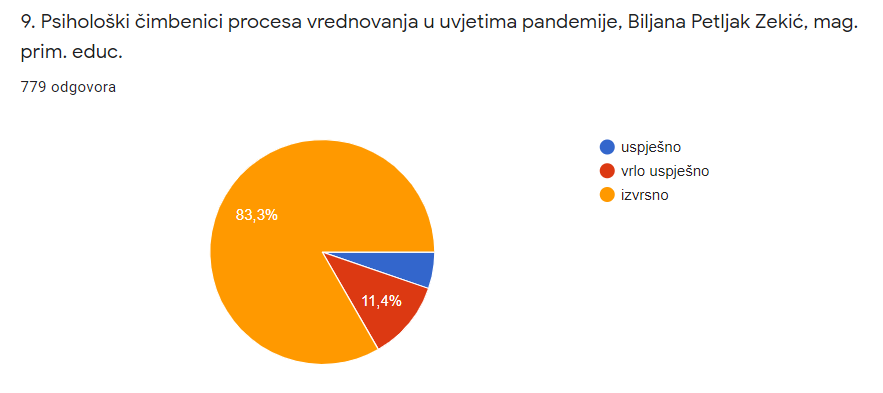 9. Psihološki čimbenici procesa vrednovanja u uvjetima pandemije, Biljana Petljak Zekić, mag.
prim. educ.
779 odgovora
uspješno
vrlo uspješno
izvrsno
83,3%
11,4%